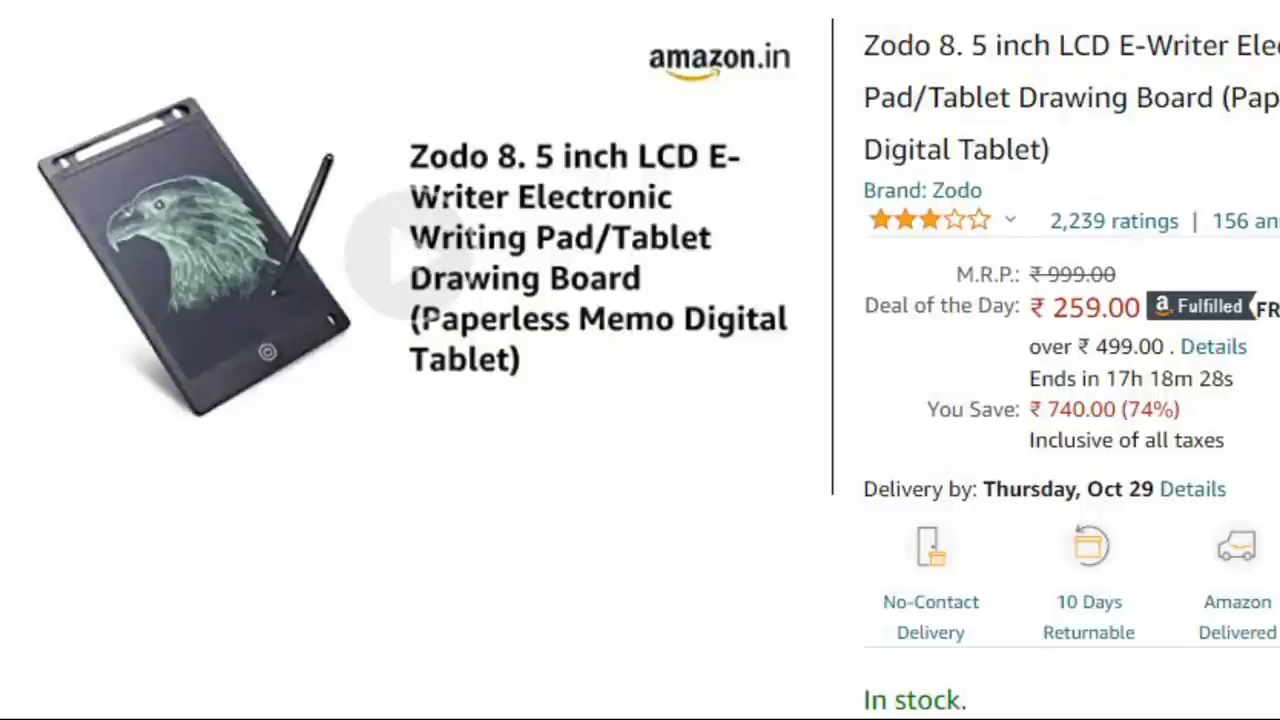 amazon.in
Zodo 8. 5 inch LCD E-
Writer Electronic
Writing Pad/Tablet
Drawing Board
(Paperless Memo Digital
Tablet)
Zodo 8. 5 inch LCD E-Writer Ele
Pad/Tablet Drawing Board (Pap
Digital Tablet)
Brand: Zodo
2,239 ratings | 156 an
M.R.P.: ₹ 999.00
Deal of the Day: ₹ 259.00 a Fulfilled FR
over ₹ 499.00 . Details
Ends in 17h 18m 28s
You Save: ₹ 740.00 (74%)
Inclusive of all taxes
Delivery by: Thursday, Oct 29 Details
No-Contact
Delivery
10 Days
Returnable
Amazon
Delivered
In stock.